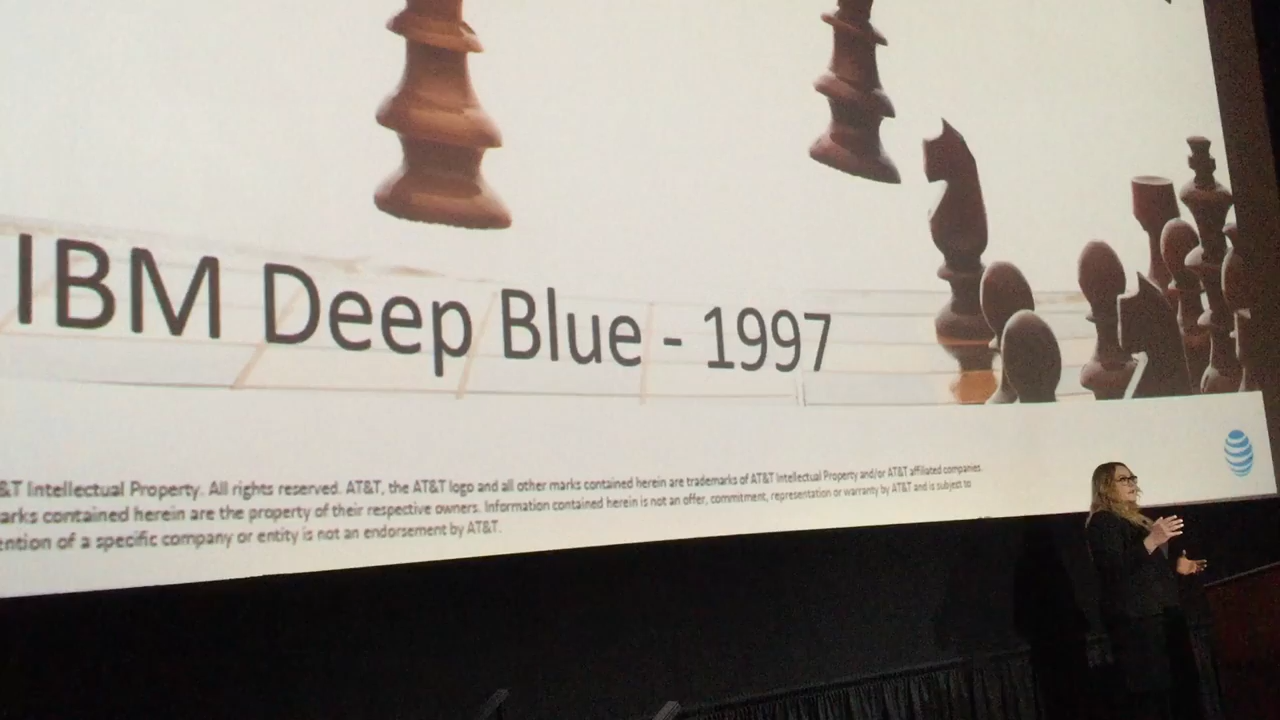 IBM Deep Blue - 1997
&T Intellectual Property. All rights reserved. AT&T, the AT&T logo and all other marks contained herein are trademarks of AT&T Intellectual Property and/or AT&T affiliated companies.
arks contained herein are the property of their respective owners. Information contained herein is not an offer, commitment, representation or warranty by AT&T and is subject to
ention of a specific company or entity is not an endorsement by AT&T.